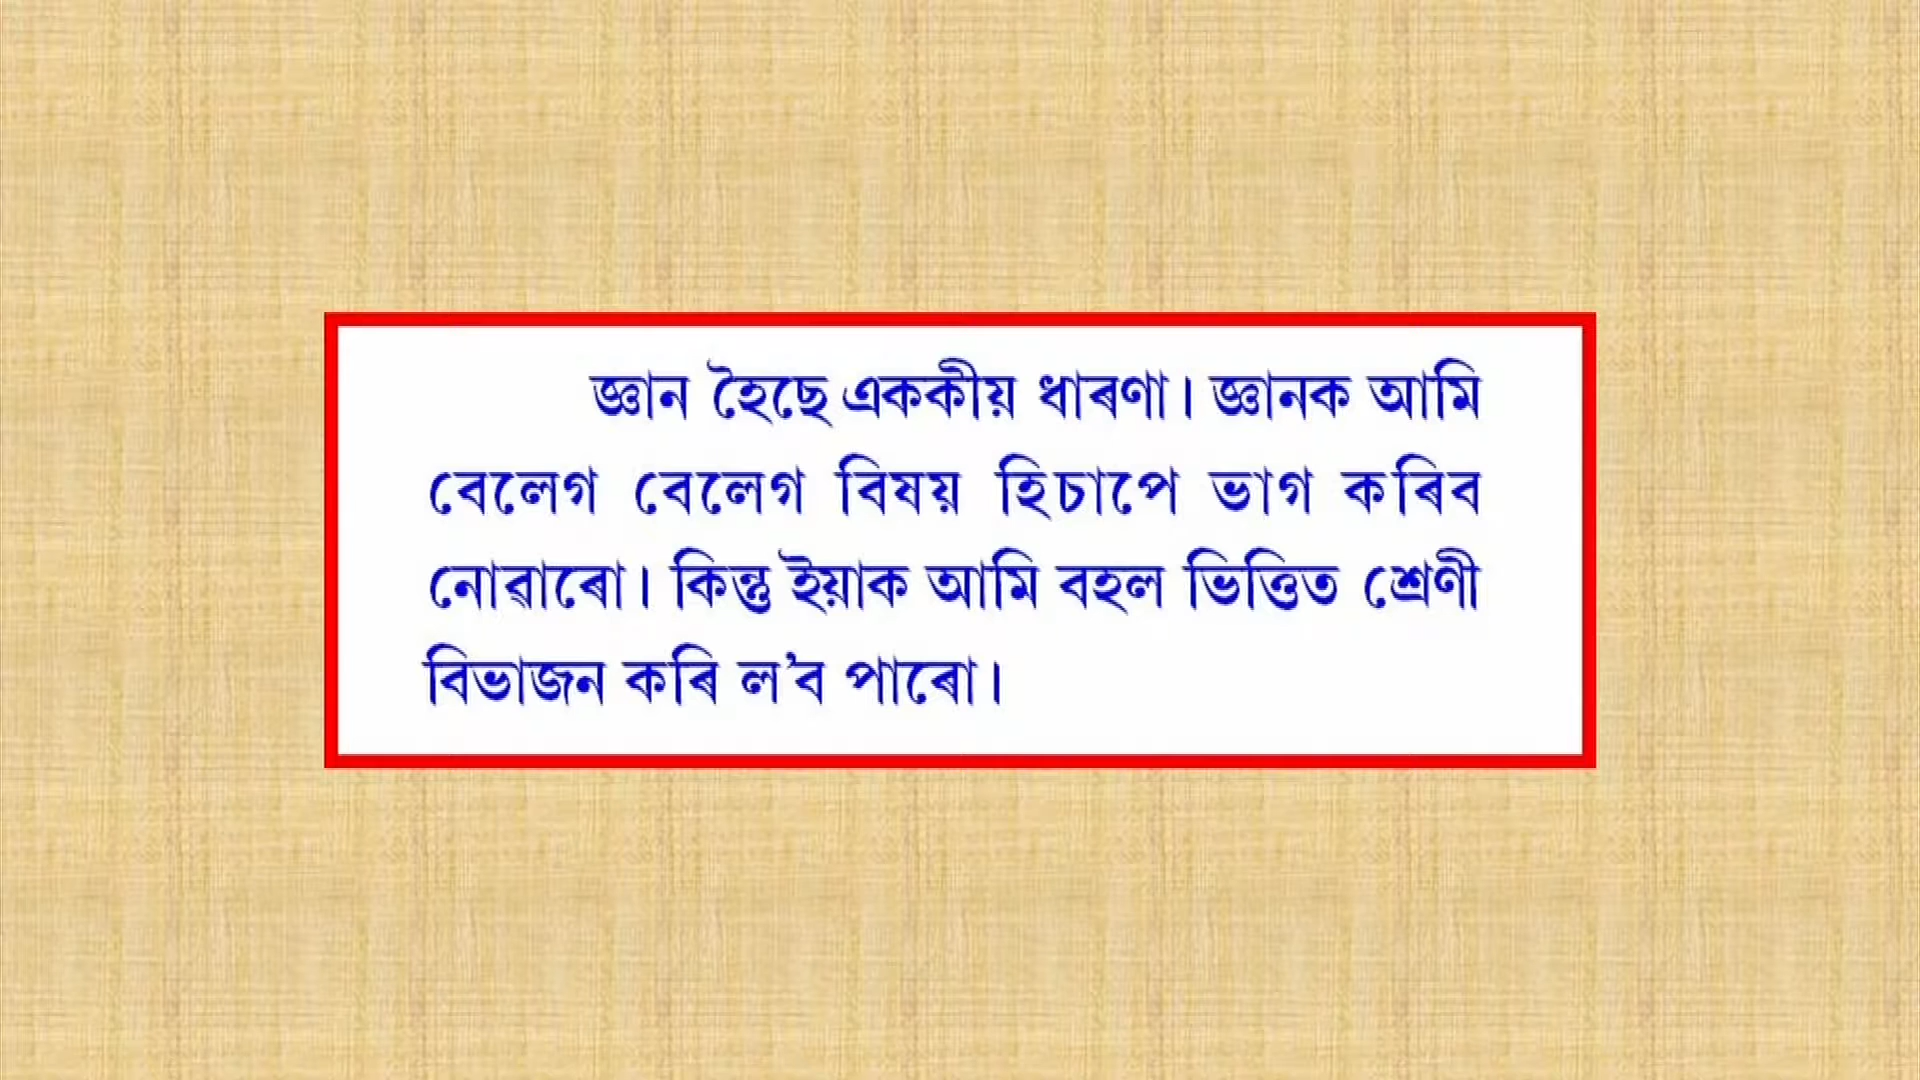 জ্ঞান হৈছে এককীয় ধাৰণা। জ্ঞানক আমি
বেলেগ বেলেগ বিষয় হিচাপে ভাগ কৰিব
নোৱাৰো। কিন্তু ইয়াক আমি বহল ভিত্তিত শ্ৰেণী
বিভাজন কৰি ল’ব পাৰো।